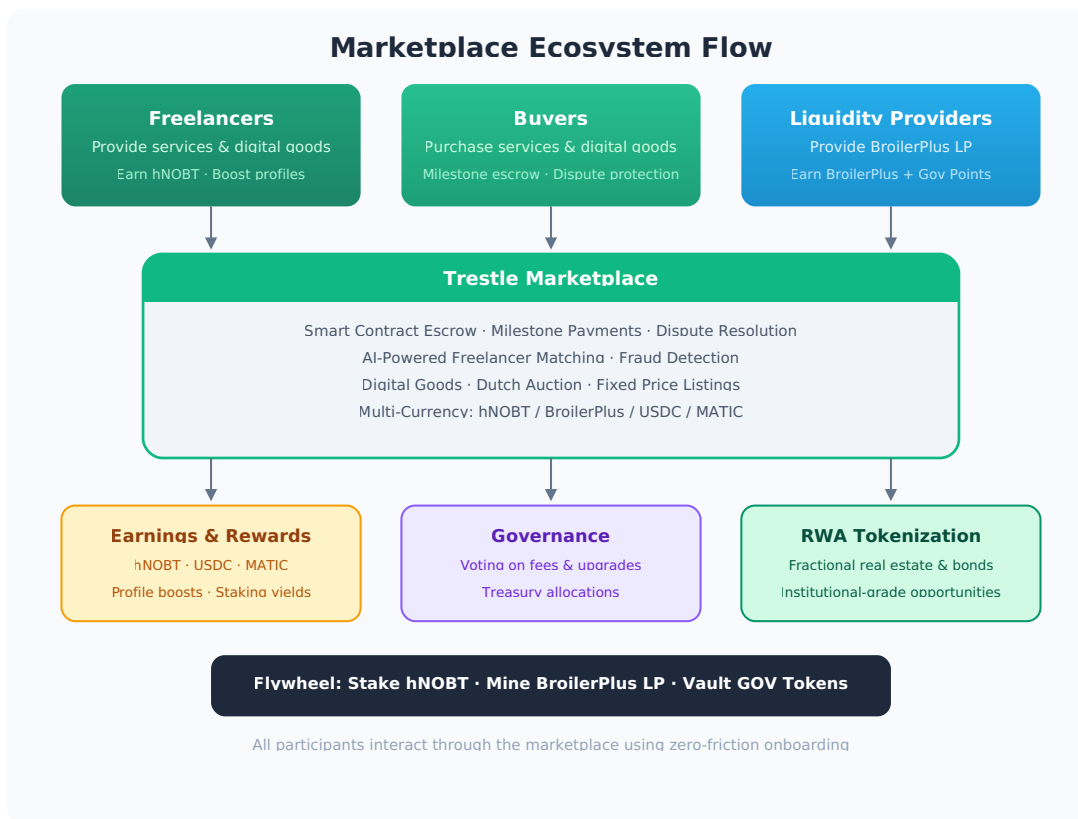 Marketplace Ecosystem Flow
Freelancers
Provide services & digital goods
Earn hNOBT · Boost profiles
Buyers
Purchase services & digital goods
Milestone escrow · Dispute protection
Liquidity Providers
Provide BroilerPlus LP
Earn BroilerPlus + Gov Points
Trestle Marketplace
Smart Contract Escrow · Milestone Payments · Dispute Resolution
AI-Powered Freelancer Matching · Fraud Detection
Digital Goods · Dutch Auction · Fixed Price Listings
Multi-Currency: hNOBT / BroilerPlus / USDC / MATIC
Earnings & Rewards
hNOBT · USDC · MATIC
Profile boosts · Staking yields
Governance
Voting on fees & upgrades
Treasury allocations
RWA Tokenization
Fractional real estate & bonds
Institutional-grade opportunities
Flywheel: Stake hNOBT · Mine BroilerPlus LP · Vault GOV Tokens
All participants interact through the marketplace using zero-friction onboarding